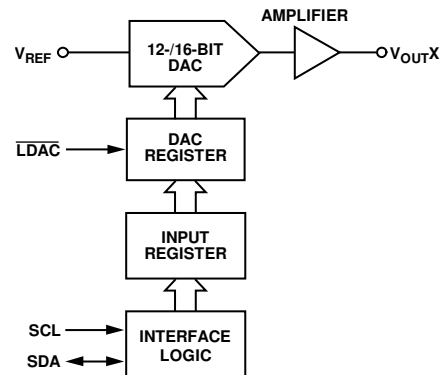 AMPLIFIER
VREF
12-/16-BIT
DAC
VOUTX
LDAC
DAC
REGISTER
INPUT
REGISTER
SCL
SDA
INTERFACE
LOGIC